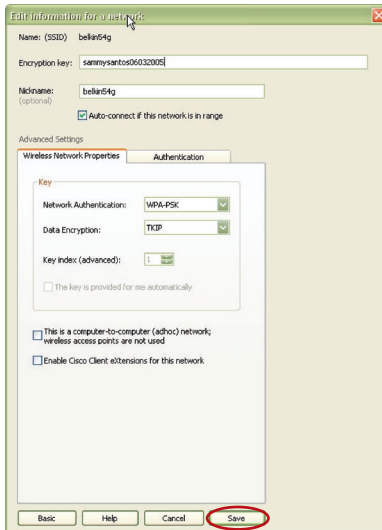 Edit information for a network
Name: (SSID) belkin54g
Encryption key: sammysantos06032005
Nickname: belkin54g
(optional)
Auto-connect if this network is in range
Advanced Settings
Wireless Network Properties Authentication
Key
Network Authentication: WPA-PSK
Data Encryption: TKIP
Key index (advanced): 1
The key is provided for me automatically
This is a computer-to-computer (adhoc) network;
wireless access points are not used
Enable Cisco Client eXtensions for this network
Basic Help Cancel Save